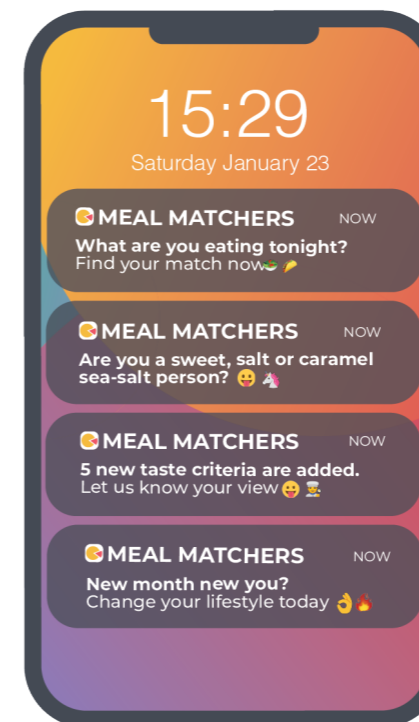 15:29
Saturday January 23
MEAL MATCHERS NOW
What are you eating tonight?
Find your match now🥗🌮
MEAL MATCHERS NOW
Are you a sweet, salt or caramel
sea-salt person? 😛🦄
MEAL MATCHERS NOW
5 new taste criteria are added.
Let us know your view😛👨‍🍳
MEAL MATCHERS NOW
New month new you?
Change your lifestyle today 👌🔥